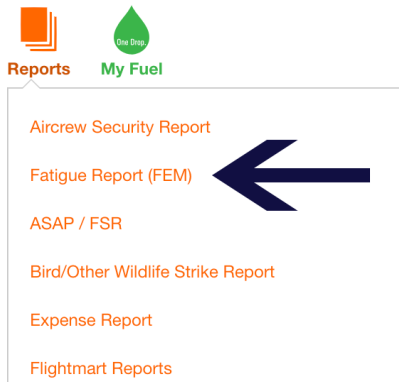 One Drop.
Reports My Fuel
Aircrew Security Report
Fatigue Report (FEM)
ASAP / FSR
Bird/Other Wildlife Strike Report
Expense Report
Flightmart Reports